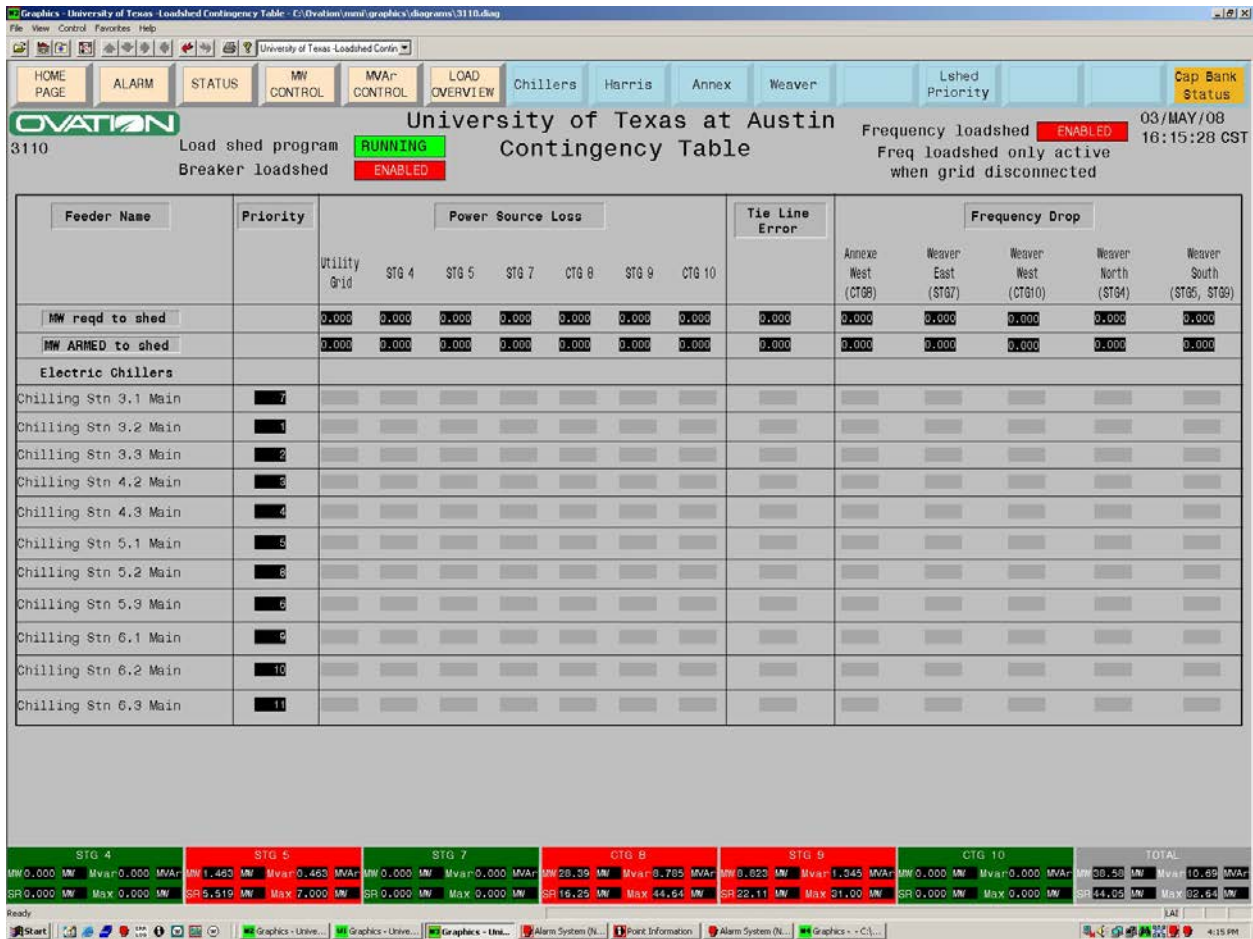 Graphics - University of Texas -Loadshed Contingency Table - C:\Ovation\mmi\graphics\diagrams\3110.diag
File View Control Favorites Help
University of Texas -Loadshed Contin
HOME PAGE ALARM STATUS MW CONTROL MVAr CONTROL LOAD OVERVIEW Chillers Harris Annex Weaver Lshed Priority Cap Bank Status
OVATION University of Texas at Austin 03/MAY/08
3110 Load shed program RUNNING Contingency Table Frequency loadshed ENABLED 16:15:28 CST
Breaker loadshed ENABLED Freq loadshed only active
when grid disconnected
Feeder Name Priority Power Source Loss Tie Line Error Frequency Drop
Utility Grid STG 4 STG 5 STG 7 CTG 8 STG 9 CTG 10 Annexe West (CTG8) Weaver East (STG7) Weaver West (CTG10) Weaver North (STG4) Weaver South (STG5, STG9)
MW reqd to shed 0.000 0.000 0.000 0.000 0.000 0.000 0.000 0.000 0.000 0.000 0.000 0.000 0.000
MW ARMED to shed 0.000 0.000 0.000 0.000 0.000 0.000 0.000 0.000 0.000 0.000 0.000 0.000 0.000
Electric Chillers
Chilling Stn 3.1 Main 7
Chilling Stn 3.2 Main 1
Chilling Stn 3.3 Main 2
Chilling Stn 4.2 Main 3
Chilling Stn 4.3 Main 4
Chilling Stn 5.1 Main 5
Chilling Stn 5.2 Main 8
Chilling Stn 5.3 Main 6
Chilling Stn 6.1 Main 9
Chilling Stn 6.2 Main 10
Chilling Stn 6.3 Main 11
STG 4 STG 5 STG 7 CTG 8 STG 9 CTG 10 TOTAL
MW 0.000 MW Mvar 0.000 MVAr MW 1.463 MW Mvar 0.463 MVAr MW 0.000 MW Mvar 0.000 MVAr MW 28.39 MW Mvar 8.785 MVAr MW 8.823 MW Mvar 1.345 MVAr MW 0.000 MW Mvar 0.000 MVAr MW 38.58 MW Mvar 10.69 MVAr
SR 0.000 MW Max 0.000 MW SR 5.519 MW Max 7.000 MW SR 0.000 MW Max 0.000 MW SR 16.25 MW Max 44.64 MW SR 22.11 MW Max 31.00 MW SR 0.000 MW Max 0.000 MW SR 44.05 MW Max 82.64 MW
Ready
Start Graphics - Unive... Graphics - Unive... Graphics - Uni... Alarm System (N... Point Information Alarm System (N... Graphics - - C:\... 4:15 PM